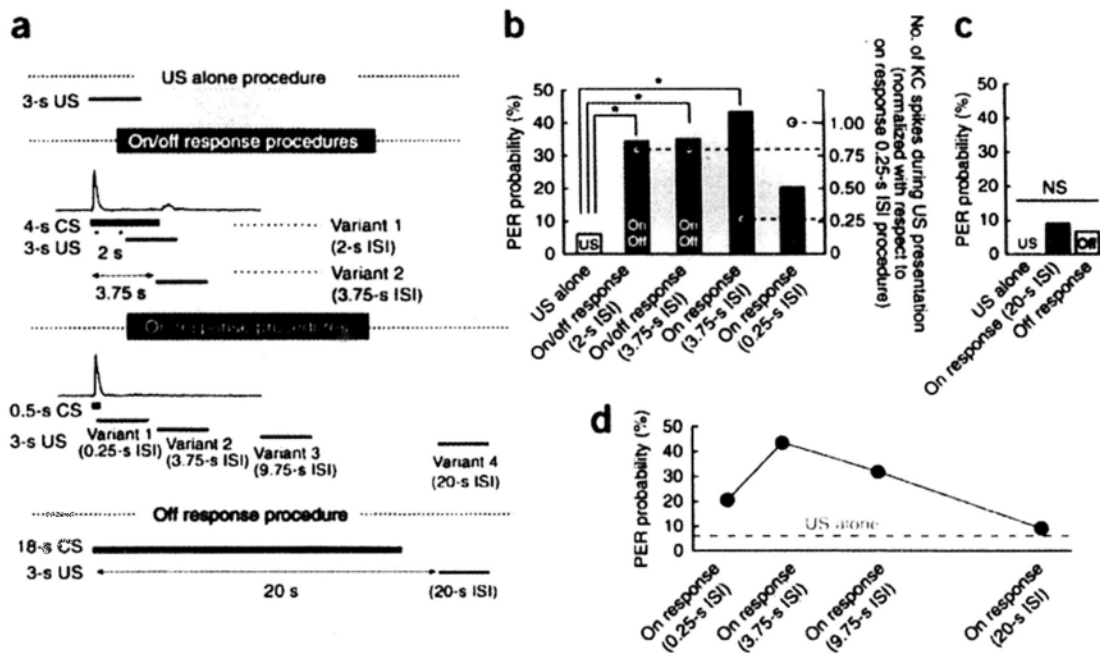 a
US alone procedure
3-s US
On/off response procedures
4-s CS
3-s US
2 s
Variant 1
(2-s ISI)
3.75 s
Variant 2
(3.75-s ISI)
On response procedures
0.5-s CS
3-s US
Variant 1
(0.25-s ISI)
Variant 2
(3.75-s ISI)
Variant 3
(9.75-s ISI)
Variant 4
(20-s ISI)
Off response procedure
18-s CS
3-s US
20 s
(20-s ISI)
b
PER probability (%)
50
40
30
20
10
0
*
*
*
US
On
Off
On
Off
1.00
0.75
0.50
0.25
0
No. of KC spikes during US presentation
(normalized with respect to
on response 0.25-s ISI procedure)
US alone
On/off response
(2-s ISI)
On/off response
(3.75-s ISI)
On response
(3.75-s ISI)
On response
(0.25-s ISI)
c
PER probability (%)
50
40
30
20
10
0
NS
US
Off
US alone
On response (20-s ISI)
Off response
d
PER probability (%)
50
40
30
20
10
0
US alone
On response
(0.25-s ISI)
On response
(3.75-s ISI)
On response
(9.75-s ISI)
On response
(20-s ISI)